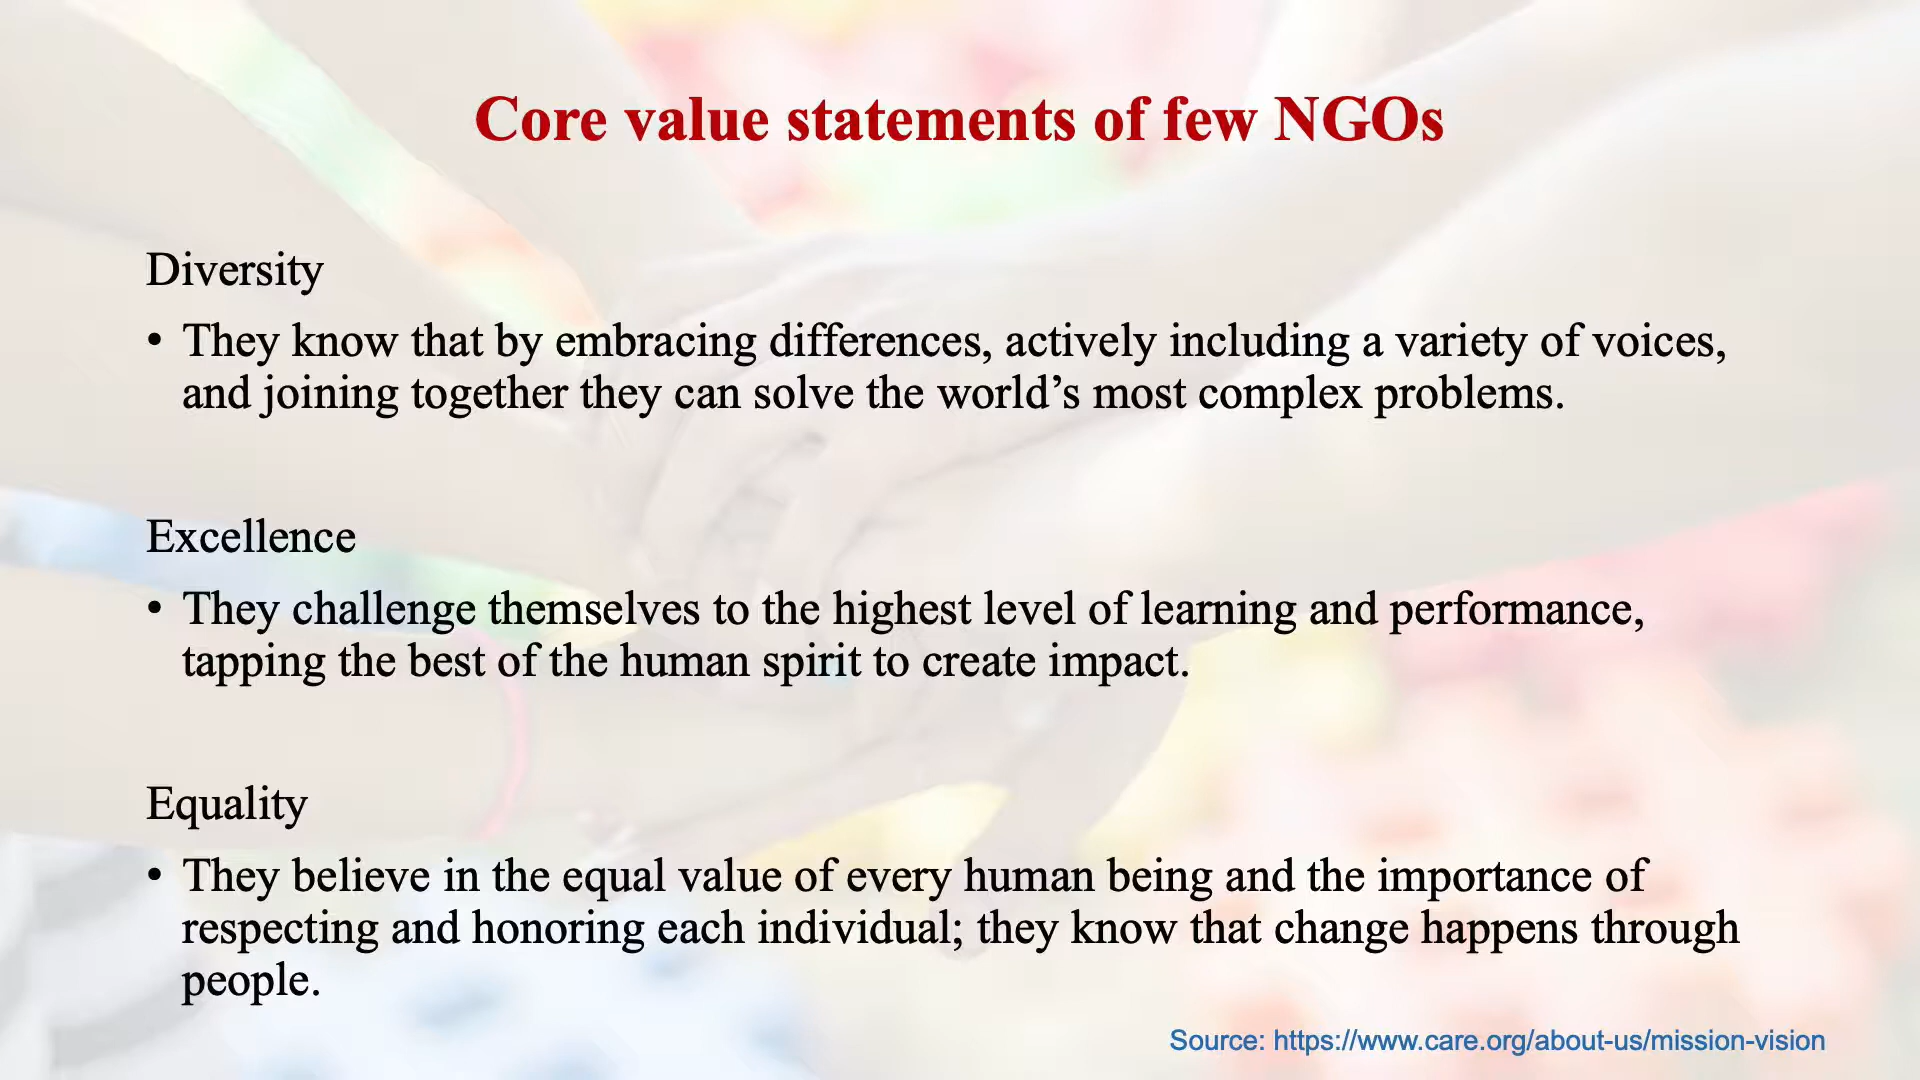 Core value statements of few NGOs
Diversity
• They know that by embracing differences, actively including a variety of voices,
and joining together they can solve the world’s most complex problems.
Excellence
• They challenge themselves to the highest level of learning and performance,
tapping the best of the human spirit to create impact.
Equality
• They believe in the equal value of every human being and the importance of
respecting and honoring each individual; they know that change happens through
people.
Source: https://www.care.org/about-us/mission-vision